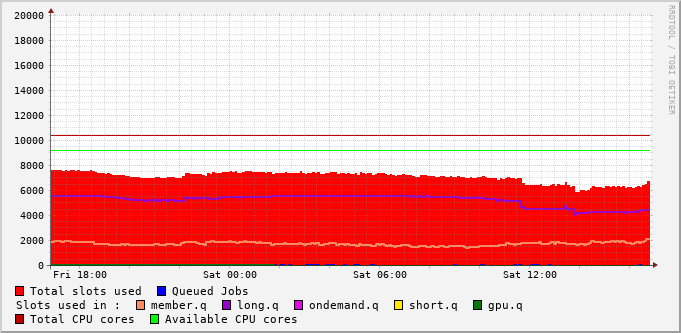 RRDTOOL / TOBI OETIKER
20000
18000
16000
14000
12000
10000
8000
6000
4000
2000
0
Fri 18:00 Sat 00:00 Sat 06:00 Sat 12:00
Total slots used Queued Jobs
Slots used in : member.q long.q ondemand.q short.q gpu.q
Total CPU cores Available CPU cores